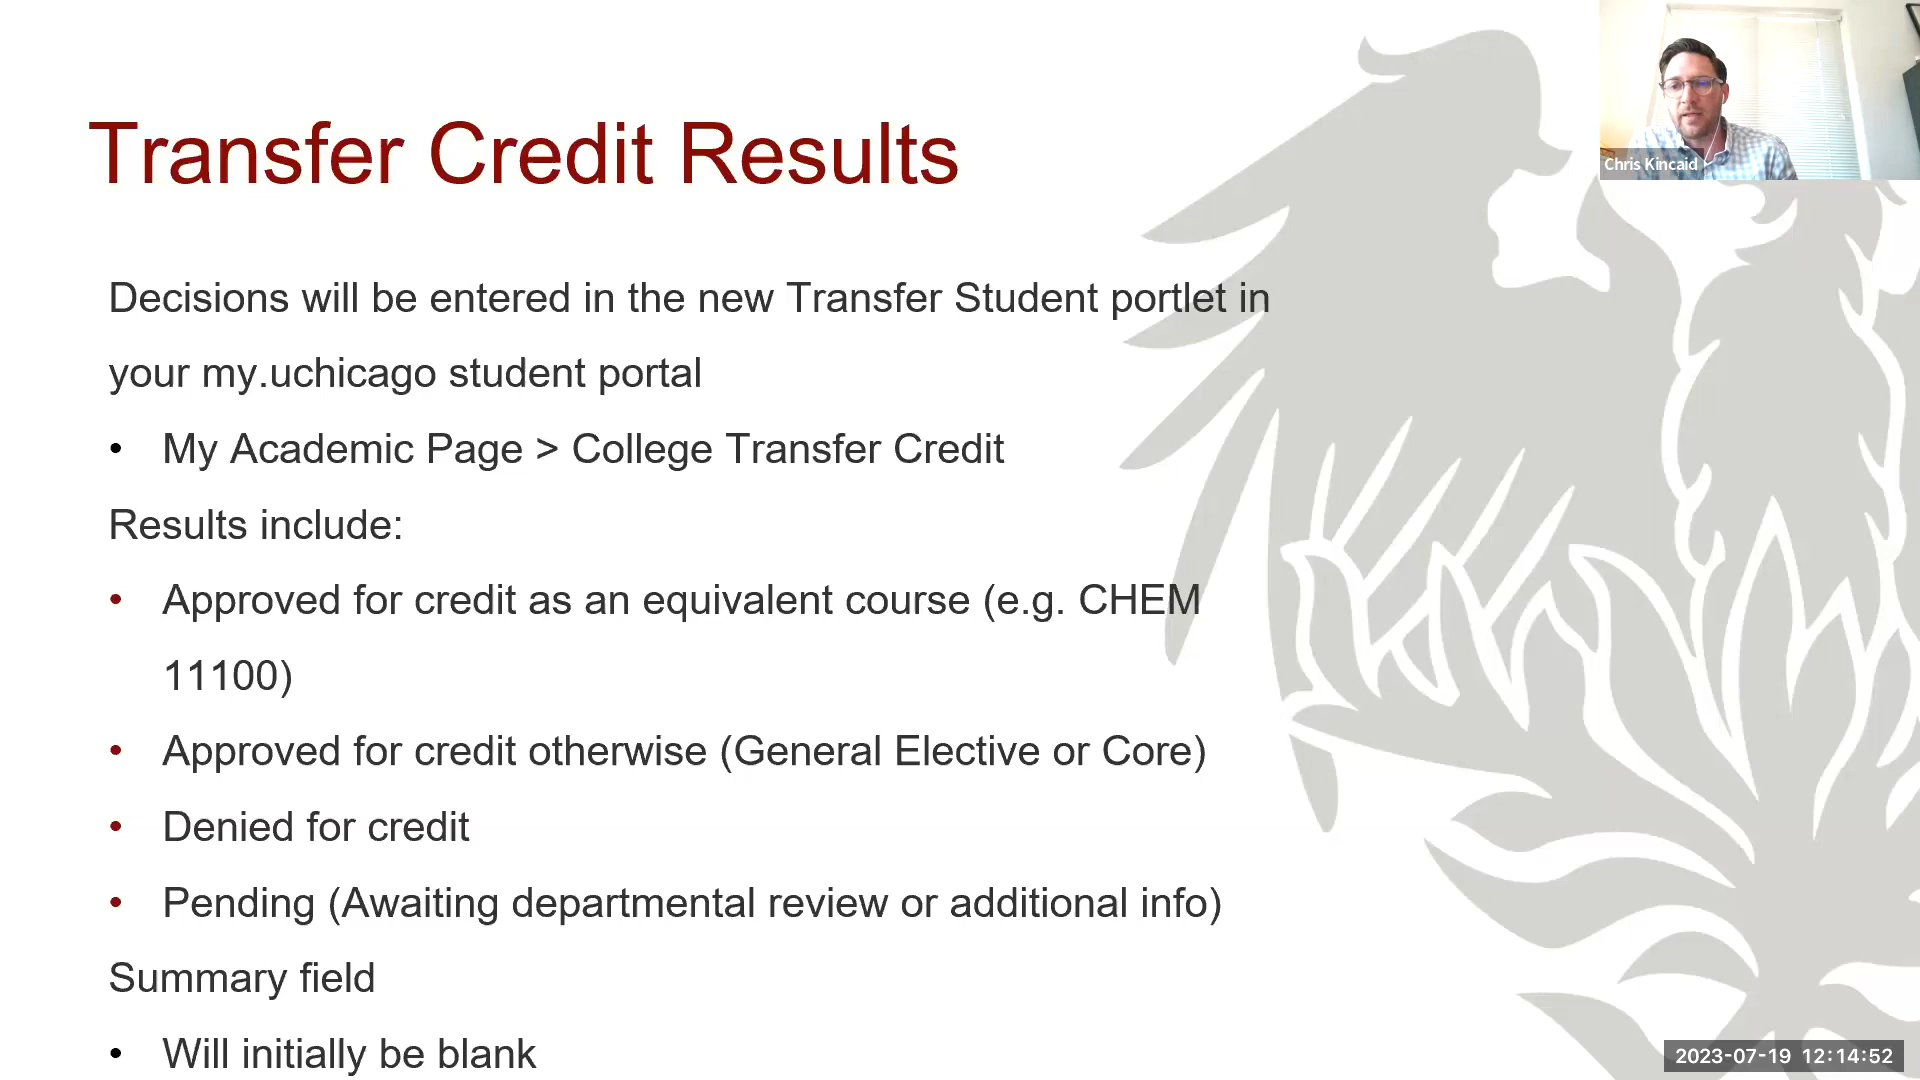 Transfer Credit Results
Chris Kincaid
Decisions will be entered in the new Transfer Student portlet in
your my.uchicago student portal
• My Academic Page > College Transfer Credit
Results include:
• Approved for credit as an equivalent course (e.g. CHEM
11100)
• Approved for credit otherwise (General Elective or Core)
• Denied for credit
• Pending (Awaiting departmental review or additional info)
Summary field
• Will initially be blank
2023-07-19 12:14:52